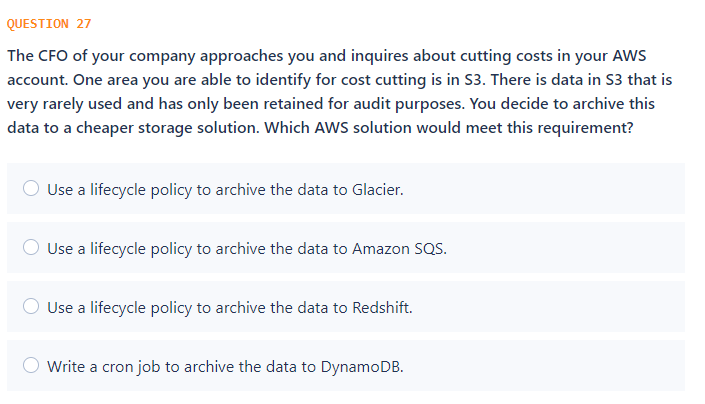 QUESTION 27
The CFO of your company approaches you and inquires about cutting costs in your AWS
account. One area you are able to identify for cost cutting is in S3. There is data in S3 that is
very rarely used and has only been retained for audit purposes. You decide to archive this
data to a cheaper storage solution. Which AWS solution would meet this requirement?
Use a lifecycle policy to archive the data to Glacier.
Use a lifecycle policy to archive the data to Amazon SQS.
Use a lifecycle policy to archive the data to Redshift.
Write a cron job to archive the data to DynamoDB.